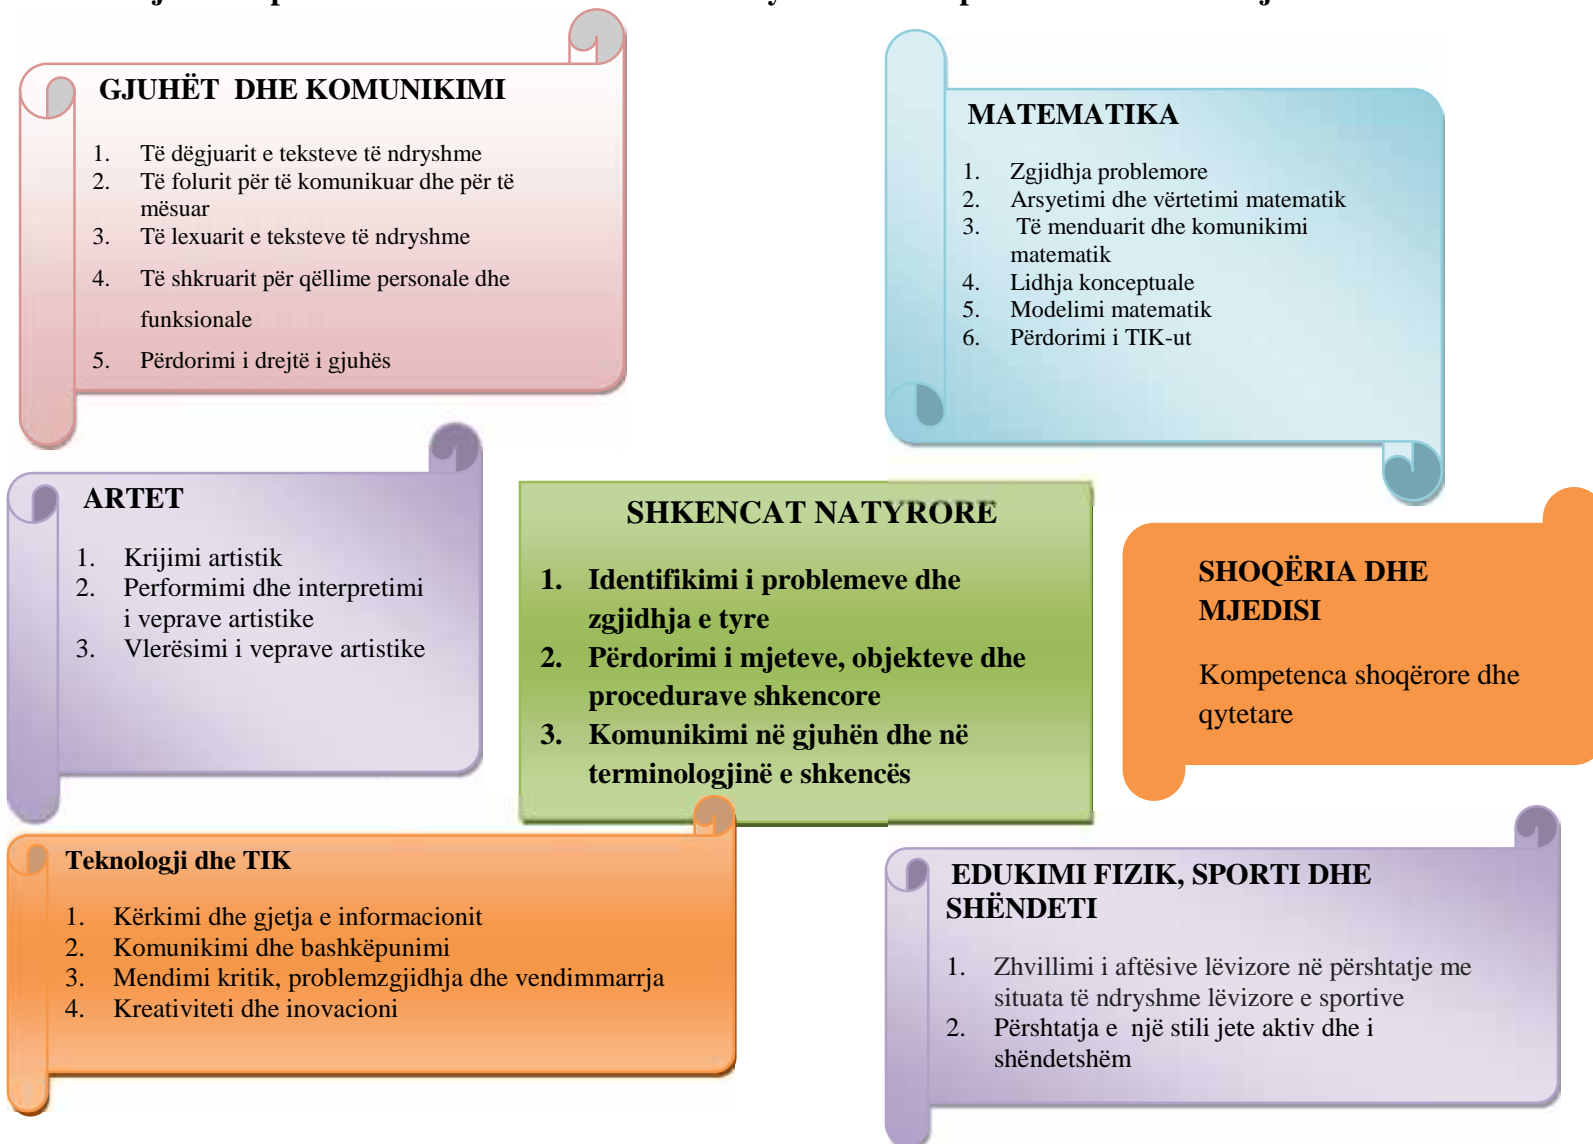 GJUHËT DHE KOMUNIKIMI
1. Të dëgjuarit e teksteve të ndryshme
2. Të folurit për të komunikuar dhe për të
mësuar
3. Të lexuarit e teksteve të ndryshme
4. Të shkruarit për qëllime personale dhe
funksionale
5. Përdorimi i drejtë i gjuhës
MATEMATIKA
1. Zgjidhja problemore
2. Arsyetimi dhe vërtetimi matematik
3. Të menduarit dhe komunikimi
matematik
4. Lidhja konceptuale
5. Modelimi matematik
6. Përdorimi i TIK-ut
ARTET
1. Krijimi artistik
2. Performimi dhe interpretimi
i veprave artistike
3. Vlerësimi i veprave artistike
SHKENCAT NATYRORE
1. Identifikimi i problemeve dhe
zgjidhja e tyre
2. Përdorimi i mjeteve, objekteve dhe
procedurave shkencore
3. Komunikimi në gjuhën dhe në
terminologjinë e shkencës
SHOQËRIA DHE
MJEDISI
Kompetenca shoqërore dhe
qytetare
Teknologji dhe TIK
1. Kërkimi dhe gjetja e informacionit
2. Komunikimi dhe bashkëpunimi
3. Mendimi kritik, problemzgjidhja dhe vendimmarrja
4. Kreativiteti dhe inovacioni
EDUKIMI FIZIK, SPORTI DHE
SHËNDETI
1. Zhvillimi i aftësive lëvizore në përshtatje me
situata të ndryshme lëvizore e sportive
2. Përshtatja e një stili jete aktiv dhe i
shëndetshëm